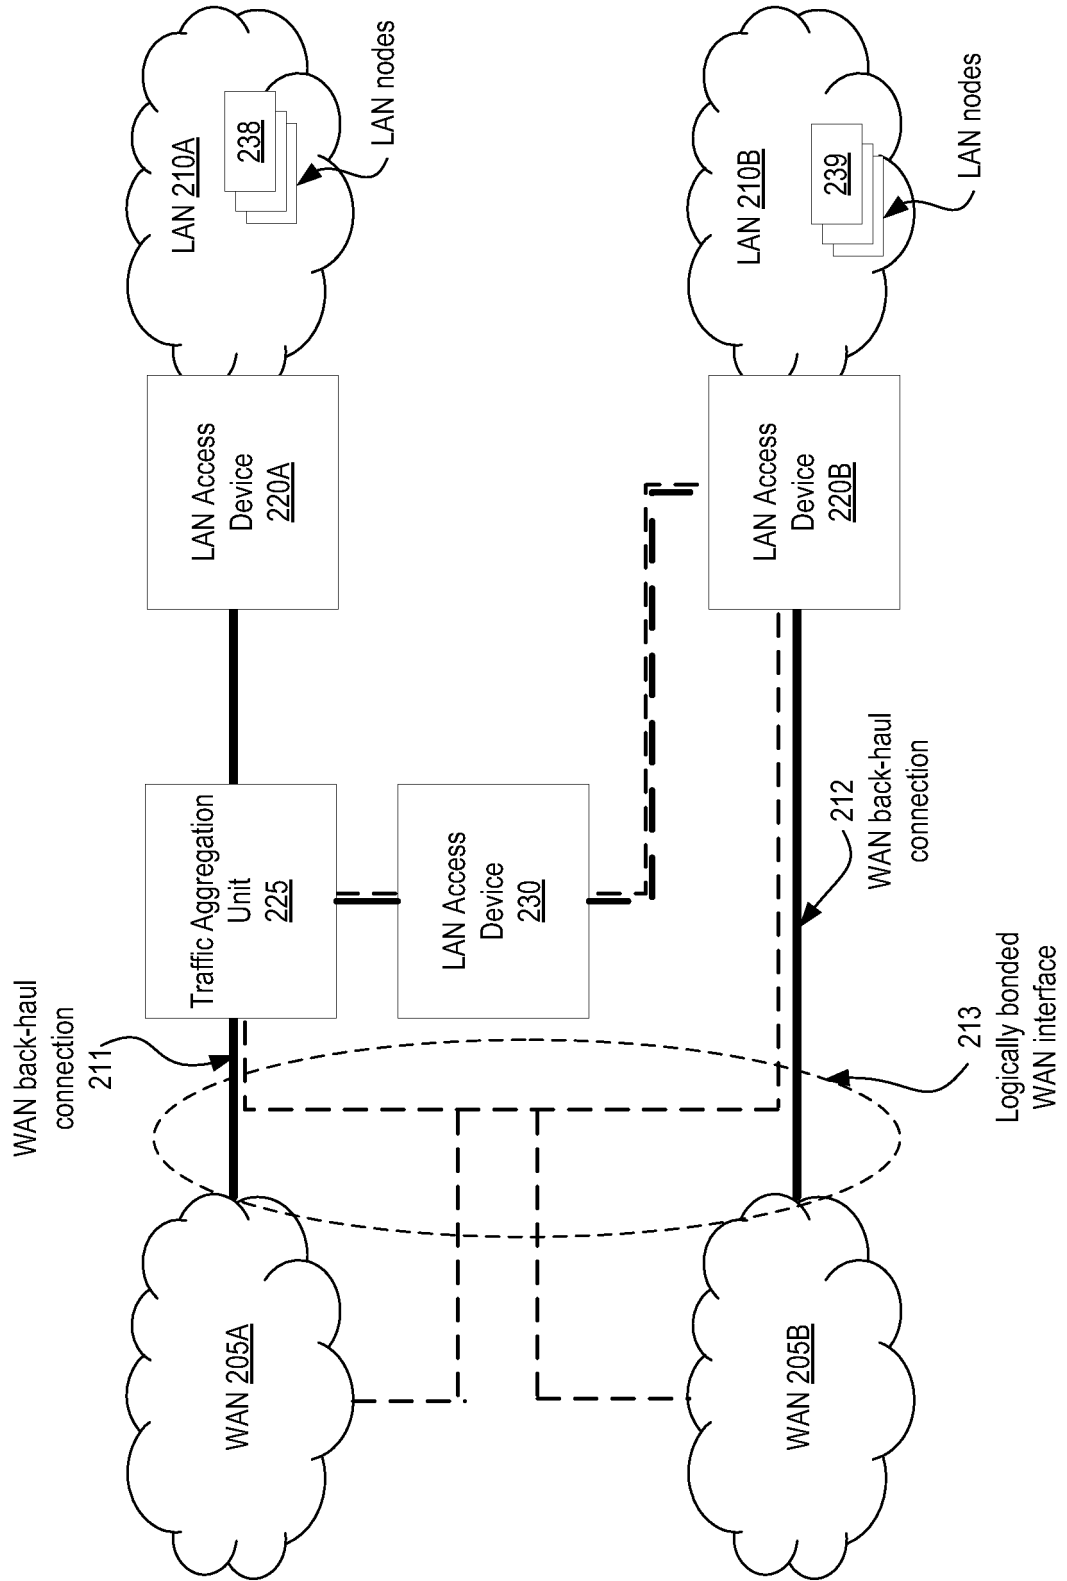 WAN back-haul
connection
211
WAN 205A
Traffic Aggregation
Unit
225
LAN Access
Device
220A
LAN 210A
238
LAN nodes
LAN Access
Device
230
WAN 205B
LAN Access
Device
220B
LAN 210B
239
LAN nodes
212
WAN back-haul
connection
213
Logically bonded
WAN interface